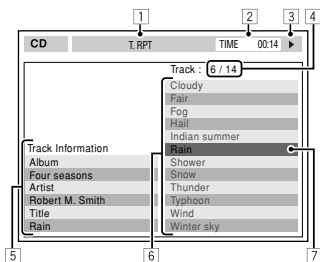 1 2 3 4
CD T. RPT TIME 00:14
Track : 6 / 14
Cloudy
Fair
Fog
Hail
Indian summer
Rain
Shower
Snow
Thunder
Typhoon
Wind
Winter sky
Track Information
Album
Four seasons
Artist
Robert M. Smith
Title
Rain
5 6 7